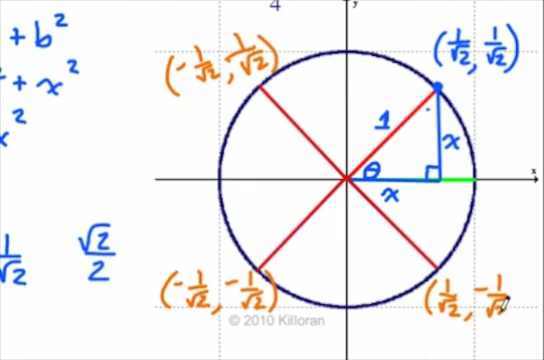 4
y
+ b²
+ x²
x²
(-1/√2, 1/√2)
(1/√2, 1/√2)
1
θ
x
x
x
1/√2
√2/2
(-1/√2, -1/√2)
(1/√2, -1/√2
© 2010 Killoran